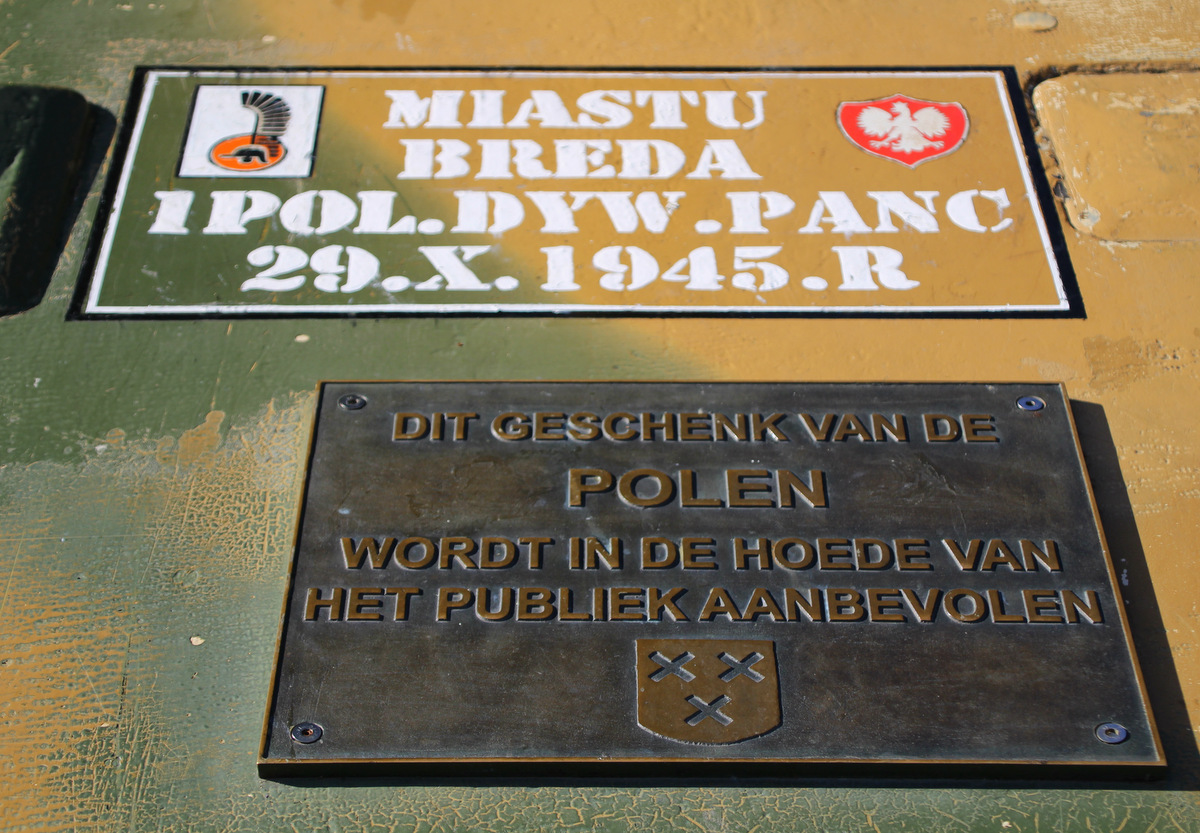 MIASTU
BREDA
1 POL.DYW.PANC
29.X.1945.R
DIT GESCHENK VAN DE
POLEN
WORDT IN DE HOEDE VAN
HET PUBLIEK AANBEVOLEN